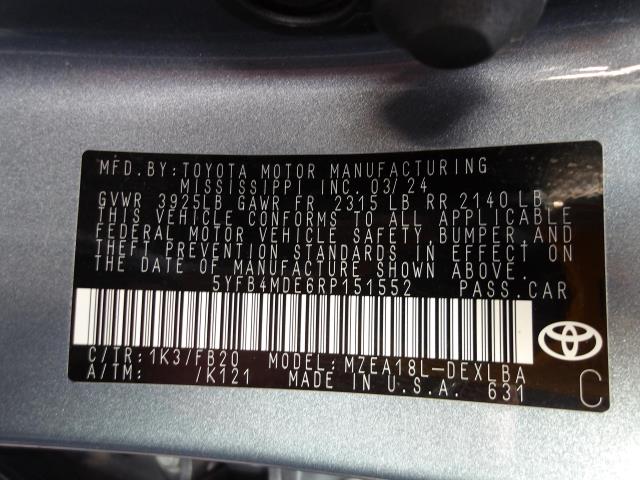 MFD.BY:TOYOTA MOTOR MANUFACTURING
MISSISSIPPI INC.03/24
GVWR 3925LB GAWR FR 2315 LB RR 2140 LB
THIS VEHICLE CONFORMS TO ALL APPLICABLE
FEDERAL MOTOR VEHICLE SAFETY,BUMPER,AND
THEFT PREVENTION STANDARDS IN EFFECT ON
THE DATE OF MANUFACTURE SHOWN ABOVE.
5YFB4MDE6RP151552 PASS.CAR
C/TR:1K3/FB20 MODEL:MZEA18L-DEXLBA
A/TM: /K121 MADE IN U.S.A. 631
C